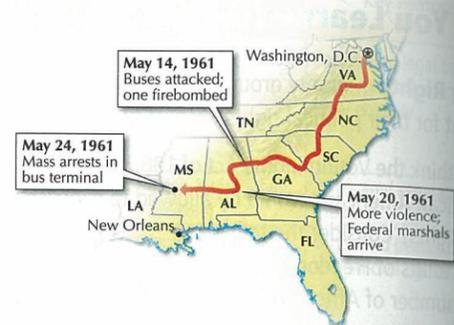 May 14, 1961
Buses attacked;
one firebombed
Washington, D.C.
VA
TN
NC
May 24, 1961
Mass arrests in
bus terminal
MS
SC
GA
AL
LA
New Orleans
May 20, 1961
More violence;
Federal marshals
arrive
FL